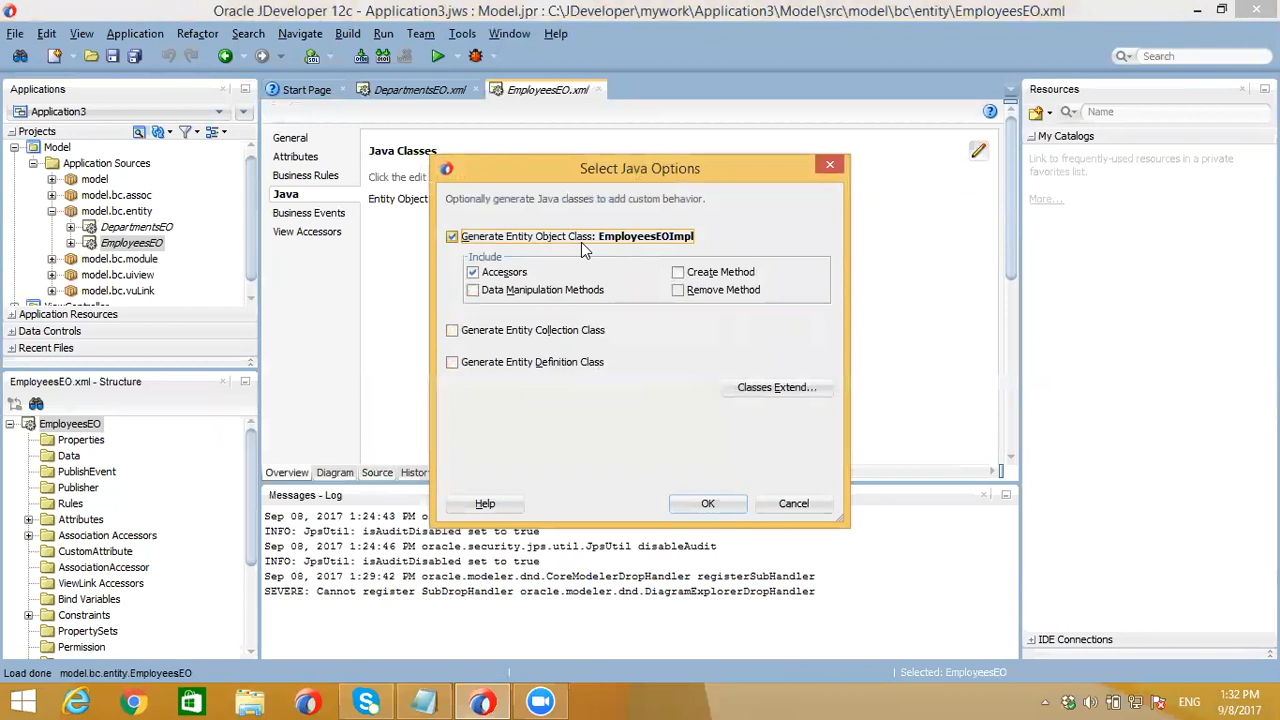 Oracle JDeveloper 12c - Application3.jws : Model.jpr : C:\JDeveloper\mywork\Application3\Model\src\model\bc\entity\EmployeesEO.xml
File Edit View Application Refactor Search Navigate Build Run Team Tools Window Help
Search
Applications
Application3
Projects
Model
Application Sources
model
model.bc.assoc
model.bc.entity
DepartmentsEO
EmployeesEO
model.bc.module
model.bc.uiview
model.bc.vuLink
Application Resources
Data Controls
Recent Files
EmployeesEO.xml - Structure
EmployeesEO
Properties
Data
PublishEvent
Publisher
Rules
Attributes
Association Accessors
CustomAttribute
AssociationAccessor
ViewLink Accessors
Bind Variables
Constraints
PropertySets
Permission
Start Page DepartmentsEO.xml EmployeesEO.xml
General
Attributes
Business Rules
Java
Business Events
View Accessors
Java Classes
Click the edit
Entity Object
Select Java Options
Optionally generate Java classes to add custom behavior.
Generate Entity Object Class: EmployeesEOImpl
Include
Accessors Create Method
Data Manipulation Methods Remove Method
Generate Entity Collection Class
Generate Entity Definition Class
Classes Extend...
Help OK Cancel
Overview Diagram Source Histor
Messages - Log
Sep 08, 2017 1:24:43 PM
INFO: JpsUtil: isAuditDisabled set to true
Sep 08, 2017 1:24:46 PM oracle.security.jps.util.JpsUtil disableAudit
INFO: JpsUtil: isAuditDisabled set to true
Sep 08, 2017 1:29:42 PM oracle.modeler.dnd.CoreModelerDropHandler registerSubHandler
SEVERE: Cannot register SubDropHandler oracle.modeler.dnd.DiagramExplorerDropHandler
Resources
Name
My Catalogs
Link to frequently-used resources in a private
favorites list.
More...
IDE Connections
Load done model.bc.entity.EmployeesEO
Selected: EmployeesEO
ENG
1:32 PM
9/8/2017